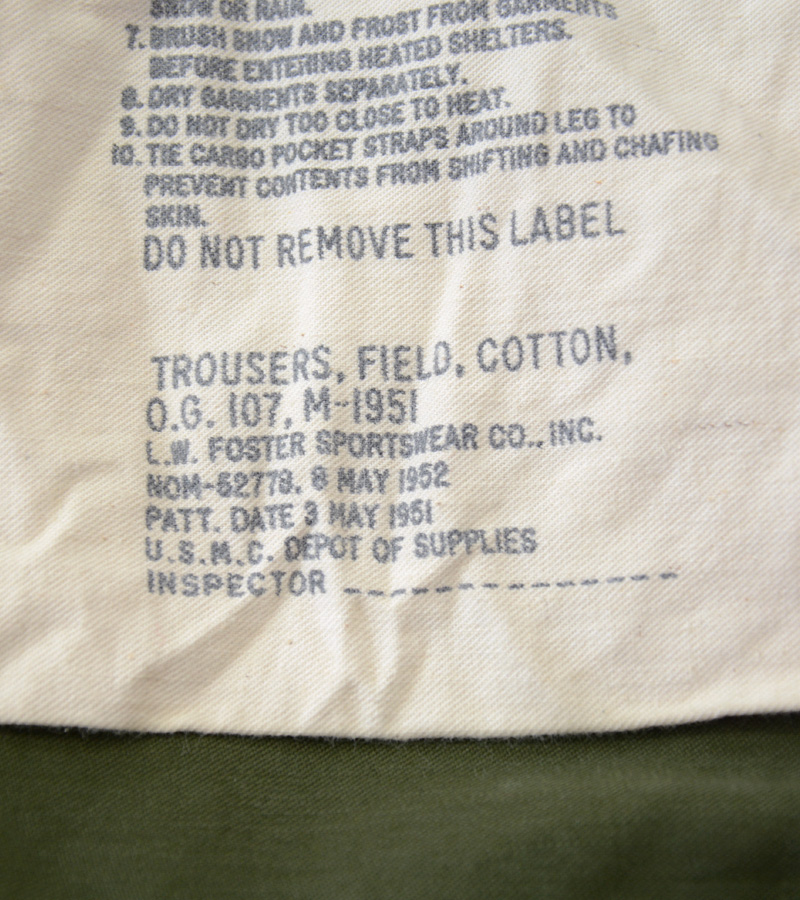 SNOW OR RAIN.
7. BRUSH SNOW AND FROST FROM GARMENTS
BEFORE ENTERING HEATED SHELTERS.
8. DRY GARMENTS SEPARATELY.
9. DO NOT DRY TOO CLOSE TO HEAT.
10. TIE CARGO POCKET STRAPS AROUND LEG TO
PREVENT CONTENTS FROM SHIFTING AND CHAFING
SKIN.
DO NOT REMOVE THIS LABEL
TROUSERS, FIELD, COTTON,
O.G. 107, M-1951
L.W. FOSTER SPORTSWEAR CO., INC.
NOM-52778, 8 MAY 1952
PATT. DATE 3 MAY 1951
U.S.M.C. DEPOT OF SUPPLIES
INSPECTOR ---------------